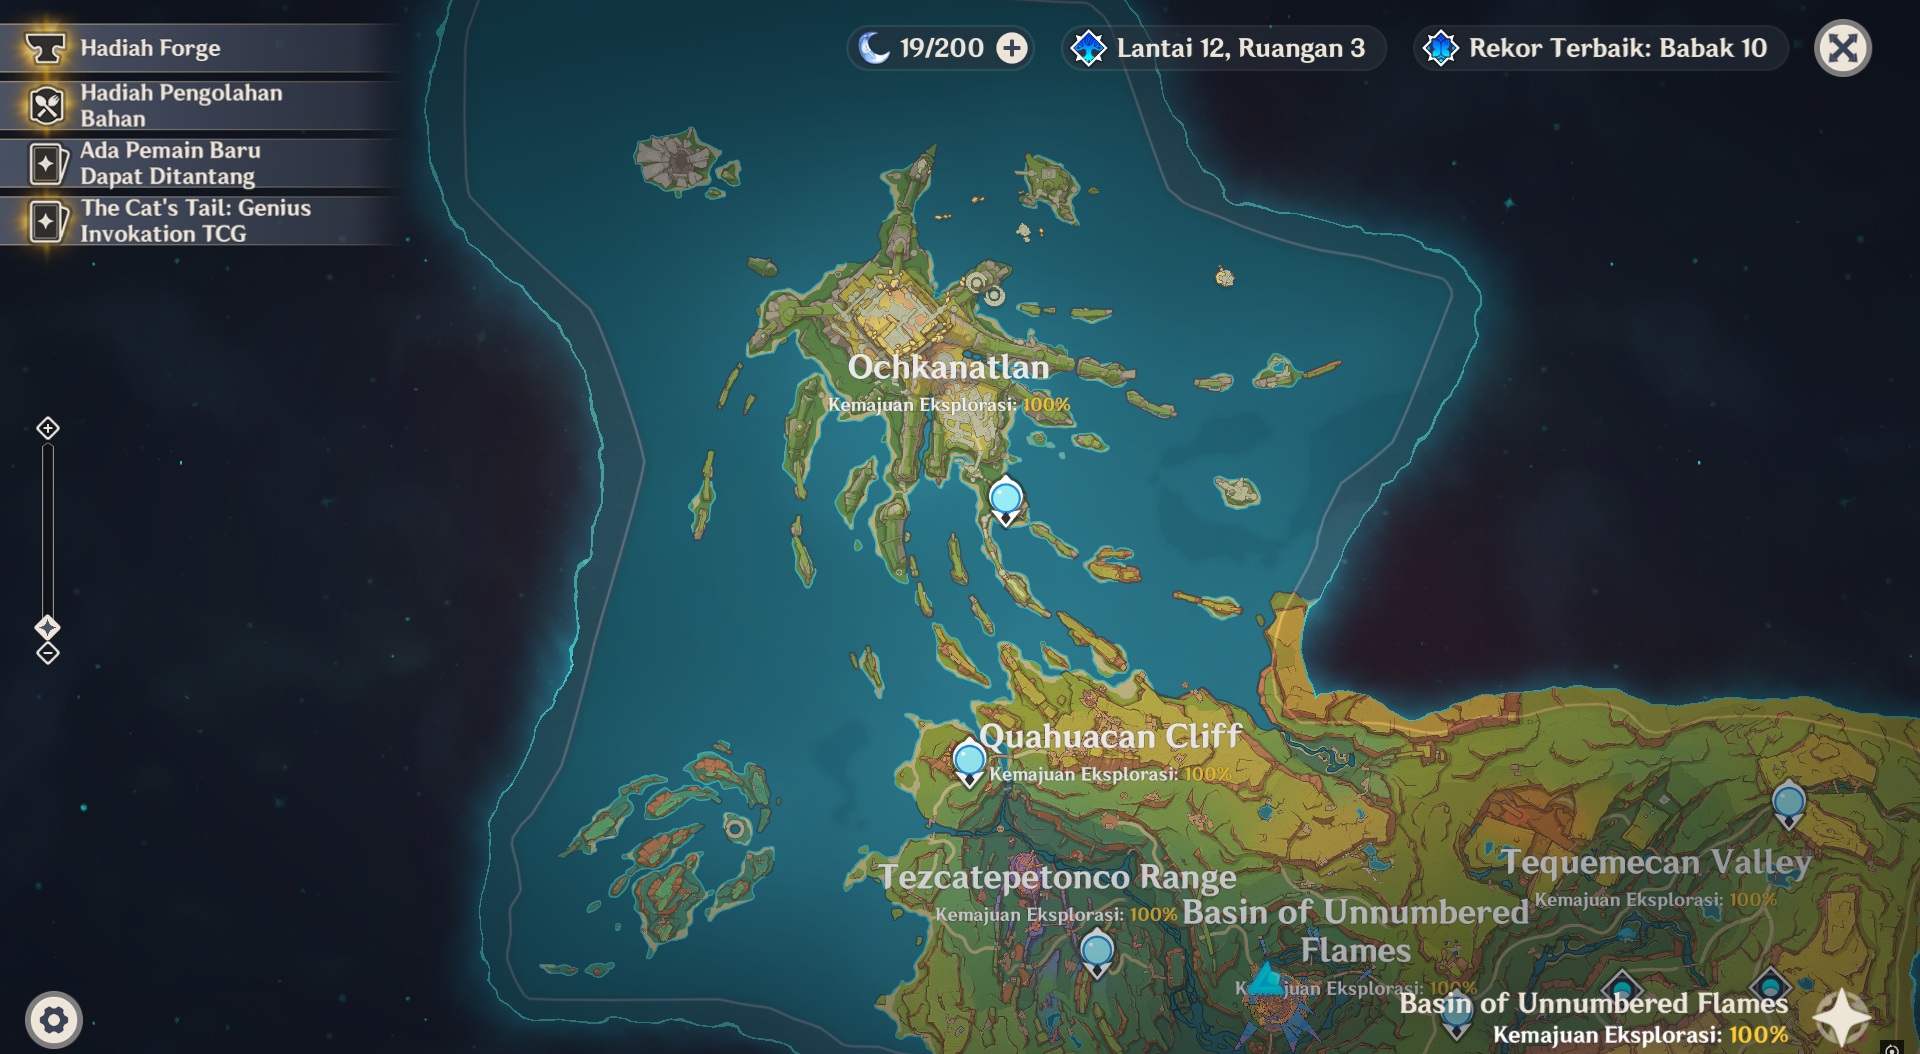 Hadiah Forge
Hadiah Pengolahan
Bahan
Ada Pemain Baru
Dapat Ditantang
The Cat's Tail: Genius
Invokation TCG
19/200
Lantai 12, Ruangan 3
Rekor Terbaik: Babak 10
Ochkanatlan
Kemajuan Eksplorasi: 100%
Quahuacan Cliff
Kemajuan Eksplorasi: 100%
Tezcatepetonco Range
Kemajuan Eksplorasi: 100%
Tequemecan Valley
Kemajuan Eksplorasi: 100%
Basin of Unnumbered
Flames
Kemajuan Eksplorasi: 100%
Basin of Unnumbered Flames
Kemajuan Eksplorasi: 100%